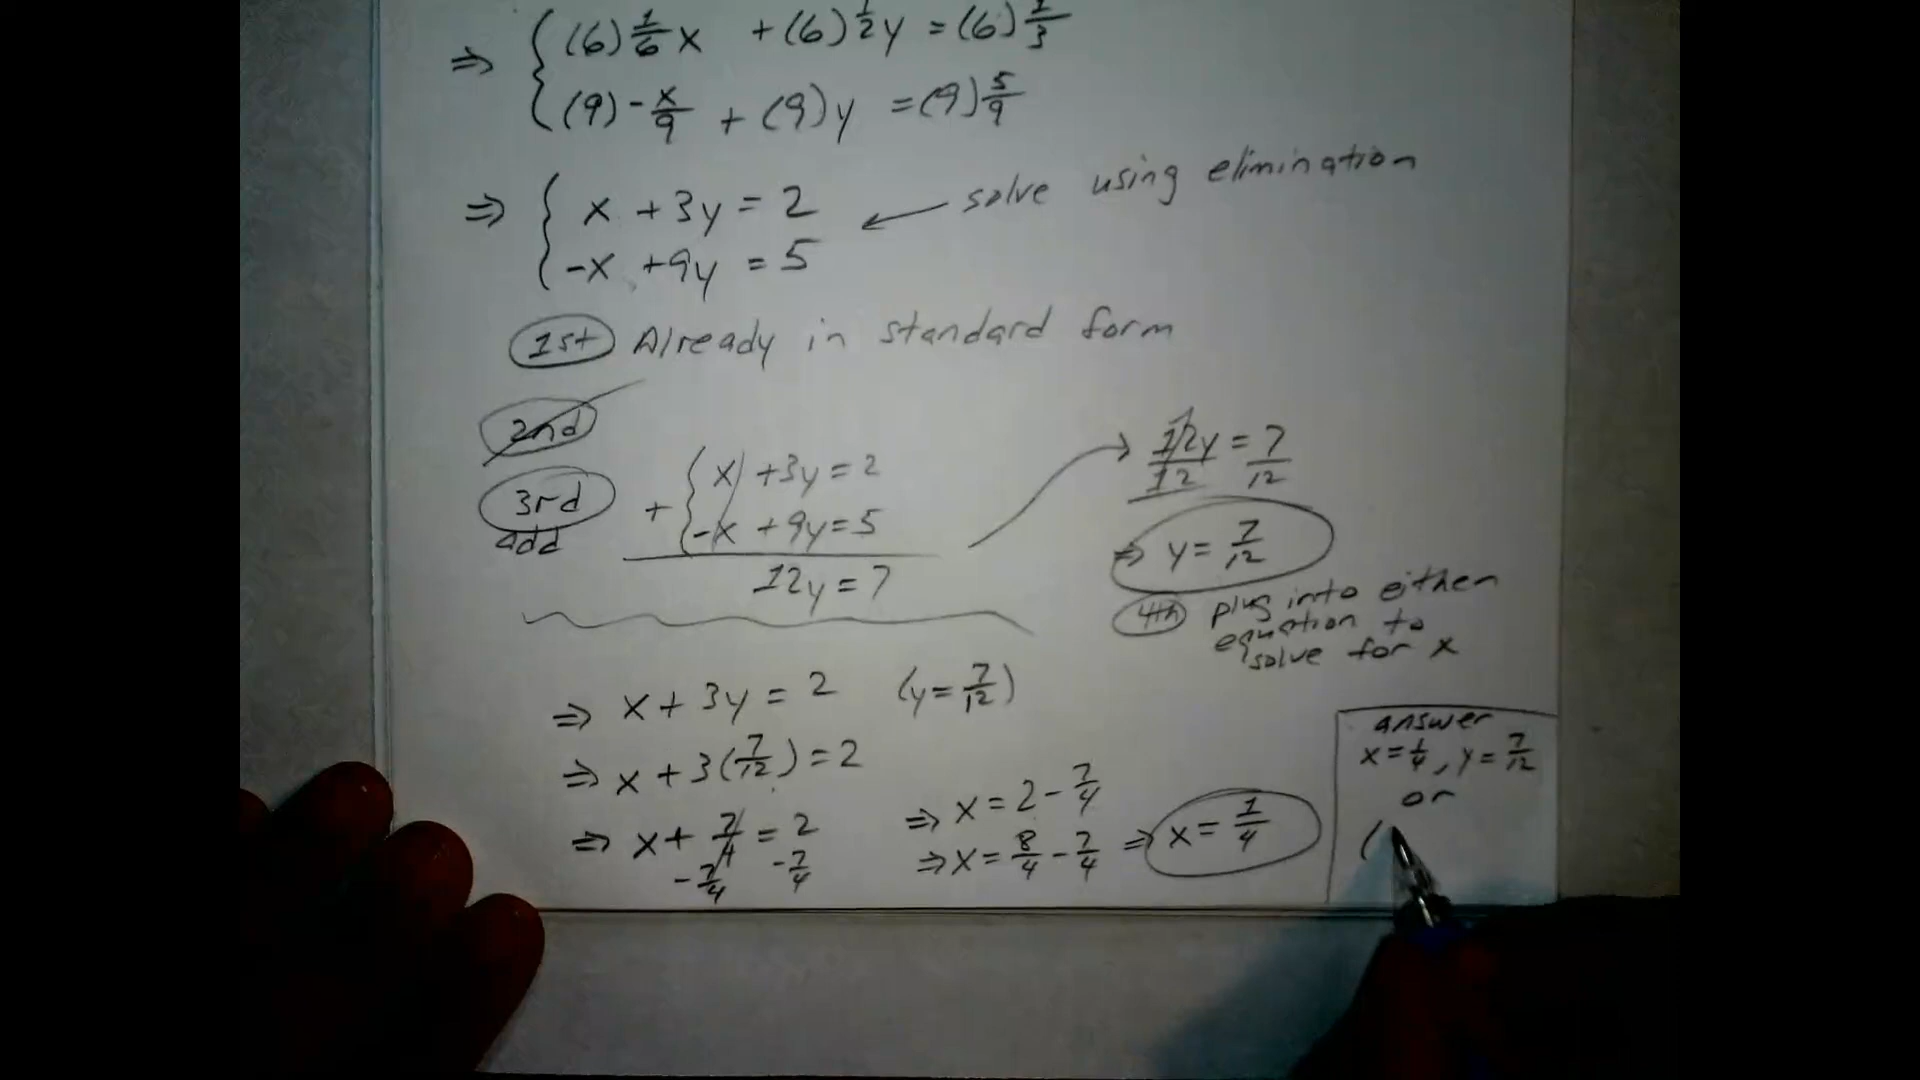 ⇒ { (6) 1/6 x + (6) 1/2 y = (6) 1/3
(9) - x/9 + (9) y = (9) 5/9
⇒ { x + 3y = 2 ← solve using elimination
-x + 9y = 5
1st Already in standard form
2nd
3rd add
+ { x + 3y = 2
-x + 9y = 5
12y = 7
→ 12y/12 = 7/12
⇒ y = 7/12
4th plug into either
equation to
solve for x
⇒ x + 3y = 2 (y = 7/12)
⇒ x + 3(7/12) = 2
⇒ x + 7/4 = 2
-7/4 -7/4
⇒ x = 2 - 7/4
⇒ x = 8/4 - 7/4 ⇒ x = 1/4
answer
x = 1/4, y = 7/12
or
(